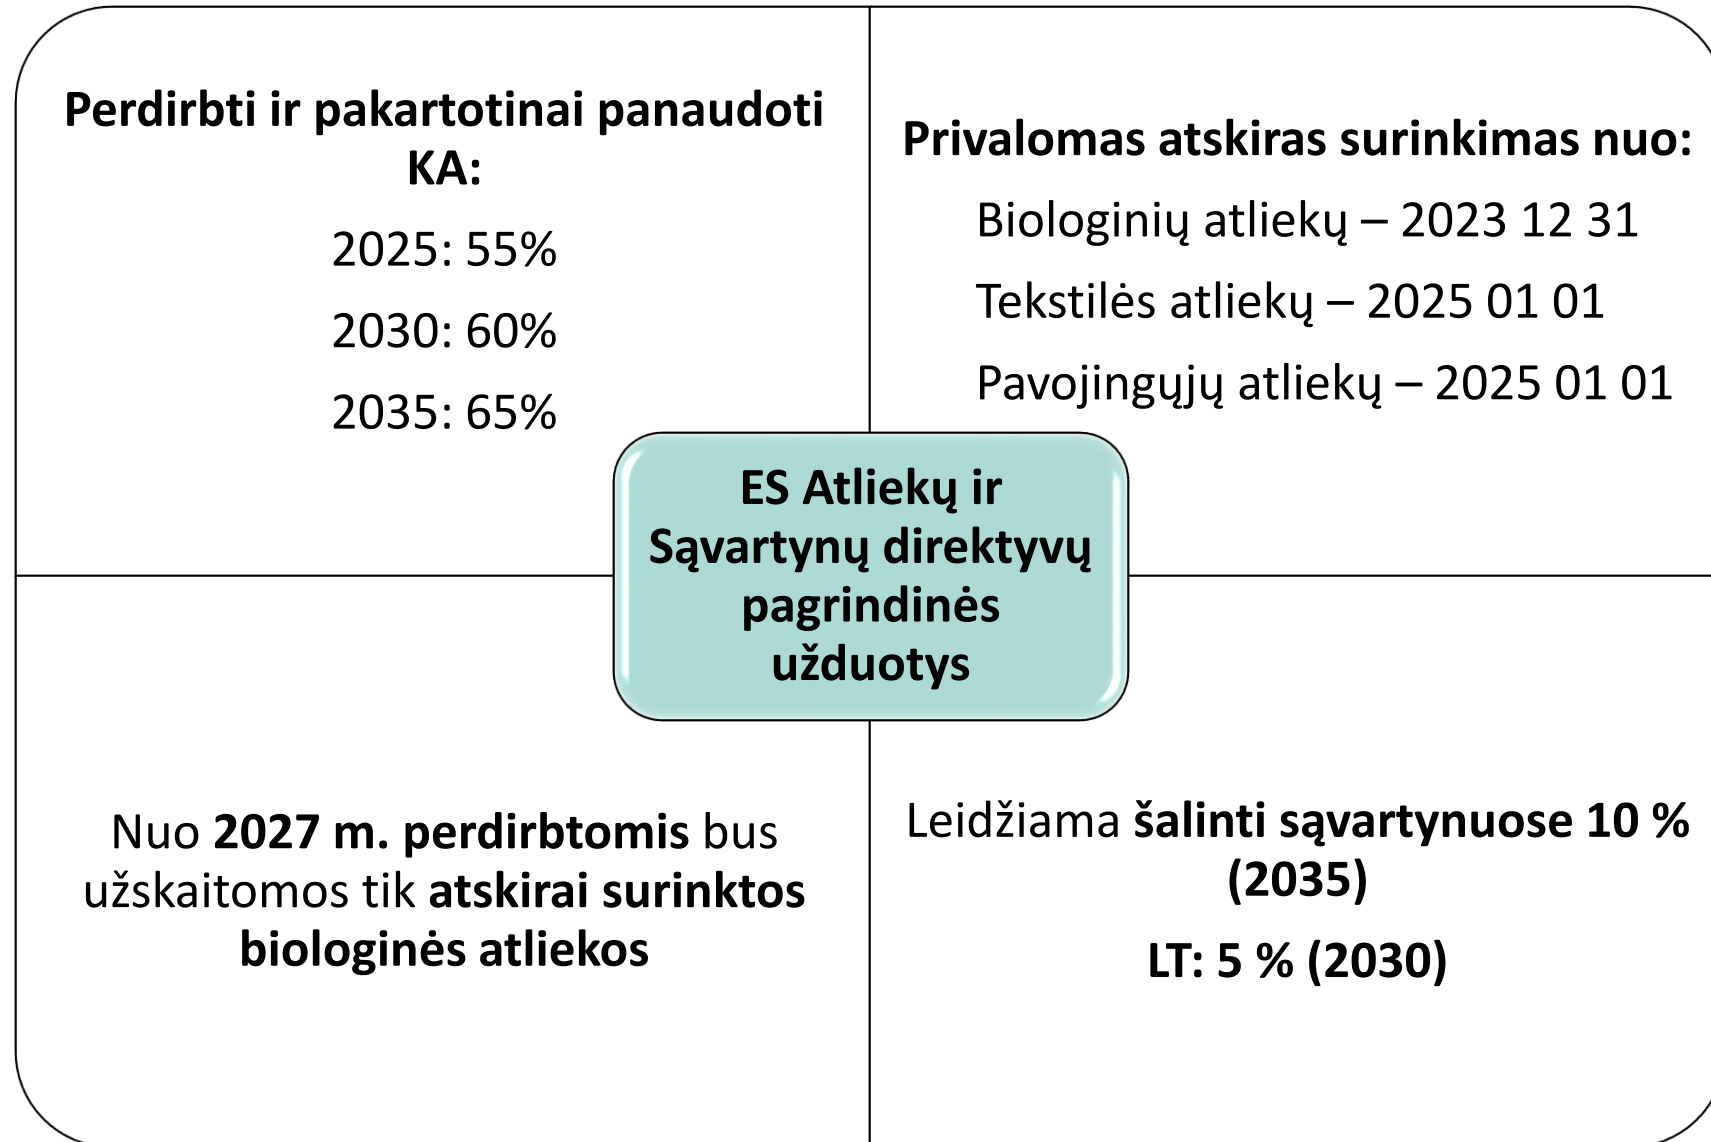 Perdirbti ir pakartotinai panaudoti
KA:
2025: 55%
2030: 60%
2035: 65%
Privalomas atskiras surinkimas nuo:
Biologinių atliekų – 2023 12 31
Tekstilės atliekų – 2025 01 01
Pavojingųjų atliekų – 2025 01 01
ES Atliekų ir
Sąvartynų direktyvų
pagrindinės
užduotys
Nuo 2027 m. perdirbtomis bus
užskaitomos tik atskirai surinktos
biologinės atliekos
Leidžiama šalinti sąvartynuose 10 %
(2035)
LT: 5 % (2030)